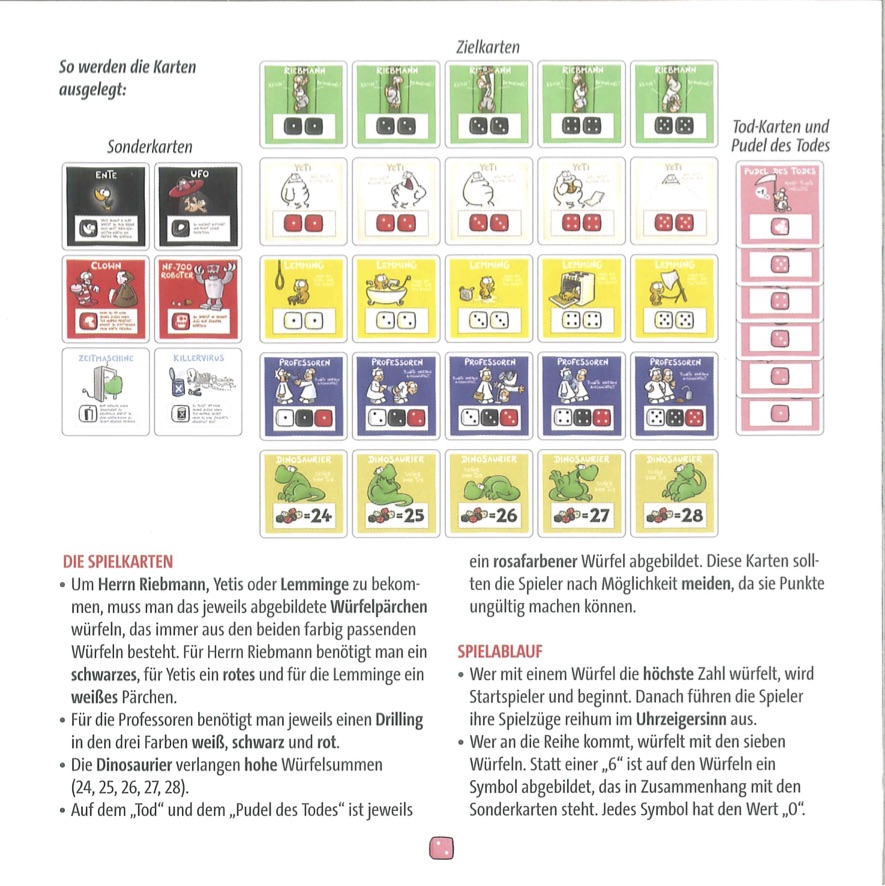 So werden die Karten
ausgelegt:
Zielkarten
Sonderkarten
Tod-Karten und
Pudel des Todes
RIEBMANN
RIEBMANN
RIEBMANN
RIEBMANN
RIEBMANN
ENTE
UFO
YETI
YETI
YETI
YETI
YETI
PUDEL DES TODES
CLOWN
NF-700
ROBOTER
LEMMING
LEMMING
LEMMING
LEMMING
LEMMING
ZEITMASCHINE
KILLERVIRUS
PROFESSOREN
PROFESSOREN
PROFESSOREN
PROFESSOREN
PROFESSOREN
DINOSAURIER
DINOSAURIER
DINOSAURIER
DINOSAURIER
DINOSAURIER
=24
=25
=26
=27
=28
DIE SPIELKARTEN
• Um Herrn Riebmann, Yetis oder Lemminge zu bekom-
men, muss man das jeweils abgebildete Würfelpärchen
würfeln, das immer aus den beiden farbig passenden
Würfeln besteht. Für Herrn Riebmann benötigt man ein
schwarzes, für Yetis ein rotes und für die Lemminge ein
weißes Pärchen.
• Für die Professoren benötigt man jeweils einen Drilling
in den drei Farben weiß, schwarz und rot.
• Die Dinosaurier verlangen hohe Würfelsummen
(24, 25, 26, 27, 28).
• Auf dem „Tod“ und dem „Pudel des Todes“ ist jeweils
ein rosafarbener Würfel abgebildet. Diese Karten soll-
ten die Spieler nach Möglichkeit meiden, da sie Punkte
ungültig machen können.
SPIELABLAUF
• Wer mit einem Würfel die höchste Zahl würfelt, wird
Startspieler und beginnt. Danach führen die Spieler
ihre Spielzüge reihum im Uhrzeigersinn aus.
• Wer an die Reihe kommt, würfelt mit den sieben
Würfeln. Statt einer „6“ ist auf den Würfeln ein
Symbol abgebildet, das in Zusammenhang mit den
Sonderkarten steht. Jedes Symbol hat den Wert „0“.